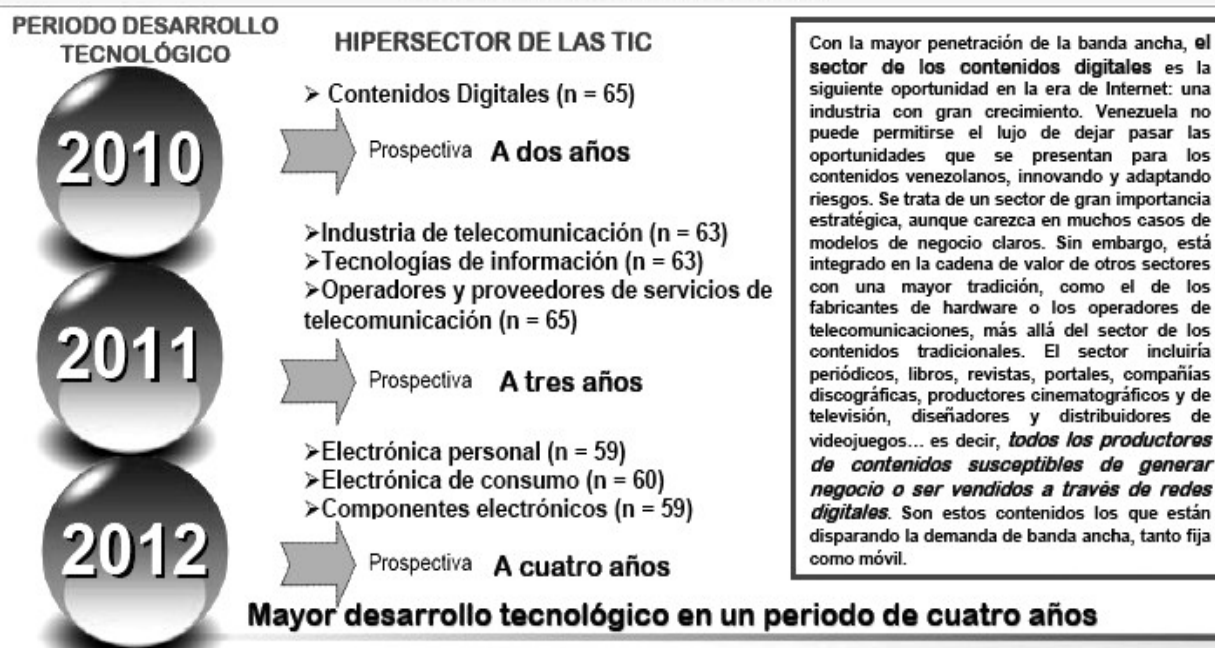 PERIODO DESARROLLO
TECNOLÓGICO
HIPERSECTOR DE LAS TIC
2010
➤ Contenidos Digitales (n = 65)
Prospectiva A dos años
2011
➤Industria de telecomunicación (n = 63)
➤Tecnologías de información (n = 63)
➤Operadores y proveedores de servicios de
telecomunicación (n = 65)
Prospectiva A tres años
2012
➤Electrónica personal (n = 59)
➤Electrónica de consumo (n = 60)
➤Componentes electrónicos (n = 59)
Prospectiva A cuatro años
Mayor desarrollo tecnológico en un periodo de cuatro años
Con la mayor penetración de la banda ancha, el
sector de los contenidos digitales es la
siguiente oportunidad en la era de Internet: una
industria con gran crecimiento. Venezuela no
puede permitirse el lujo de dejar pasar las
oportunidades que se presentan para los
contenidos venezolanos, innovando y adaptando
riesgos. Se trata de un sector de gran importancia
estratégica, aunque carezca en muchos casos de
modelos de negocio claros. Sin embargo, está
integrado en la cadena de valor de otros sectores
con una mayor tradición, como el de los
fabricantes de hardware o los operadores de
telecomunicaciones, más allá del sector de los
contenidos tradicionales. El sector incluiría
periódicos, libros, revistas, portales, compañías
discográficas, productores cinematográficos y de
televisión, diseñadores y distribuidores de
videojuegos... es decir, todos los productores
de contenidos susceptibles de generar
negocio o ser vendidos a través de redes
digitales. Son estos contenidos los que están
disparando la demanda de banda ancha, tanto fija
como móvil.